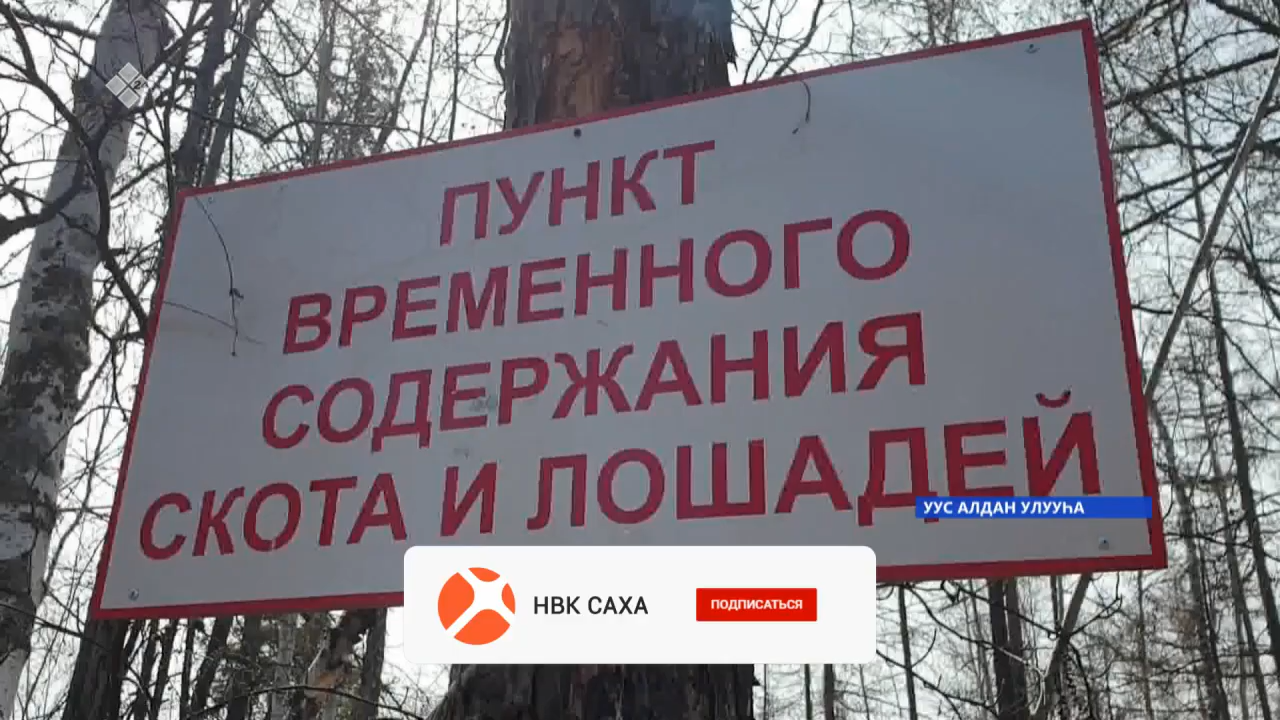 ПУНКТ
ВРЕМЕННОГО
СОДЕРЖАНИЯ
СКОТА И ЛОШАДЕЙ
УУС АЛДАН УЛУУҺА
НВК САХА
ПОДПИСАТЬСЯ